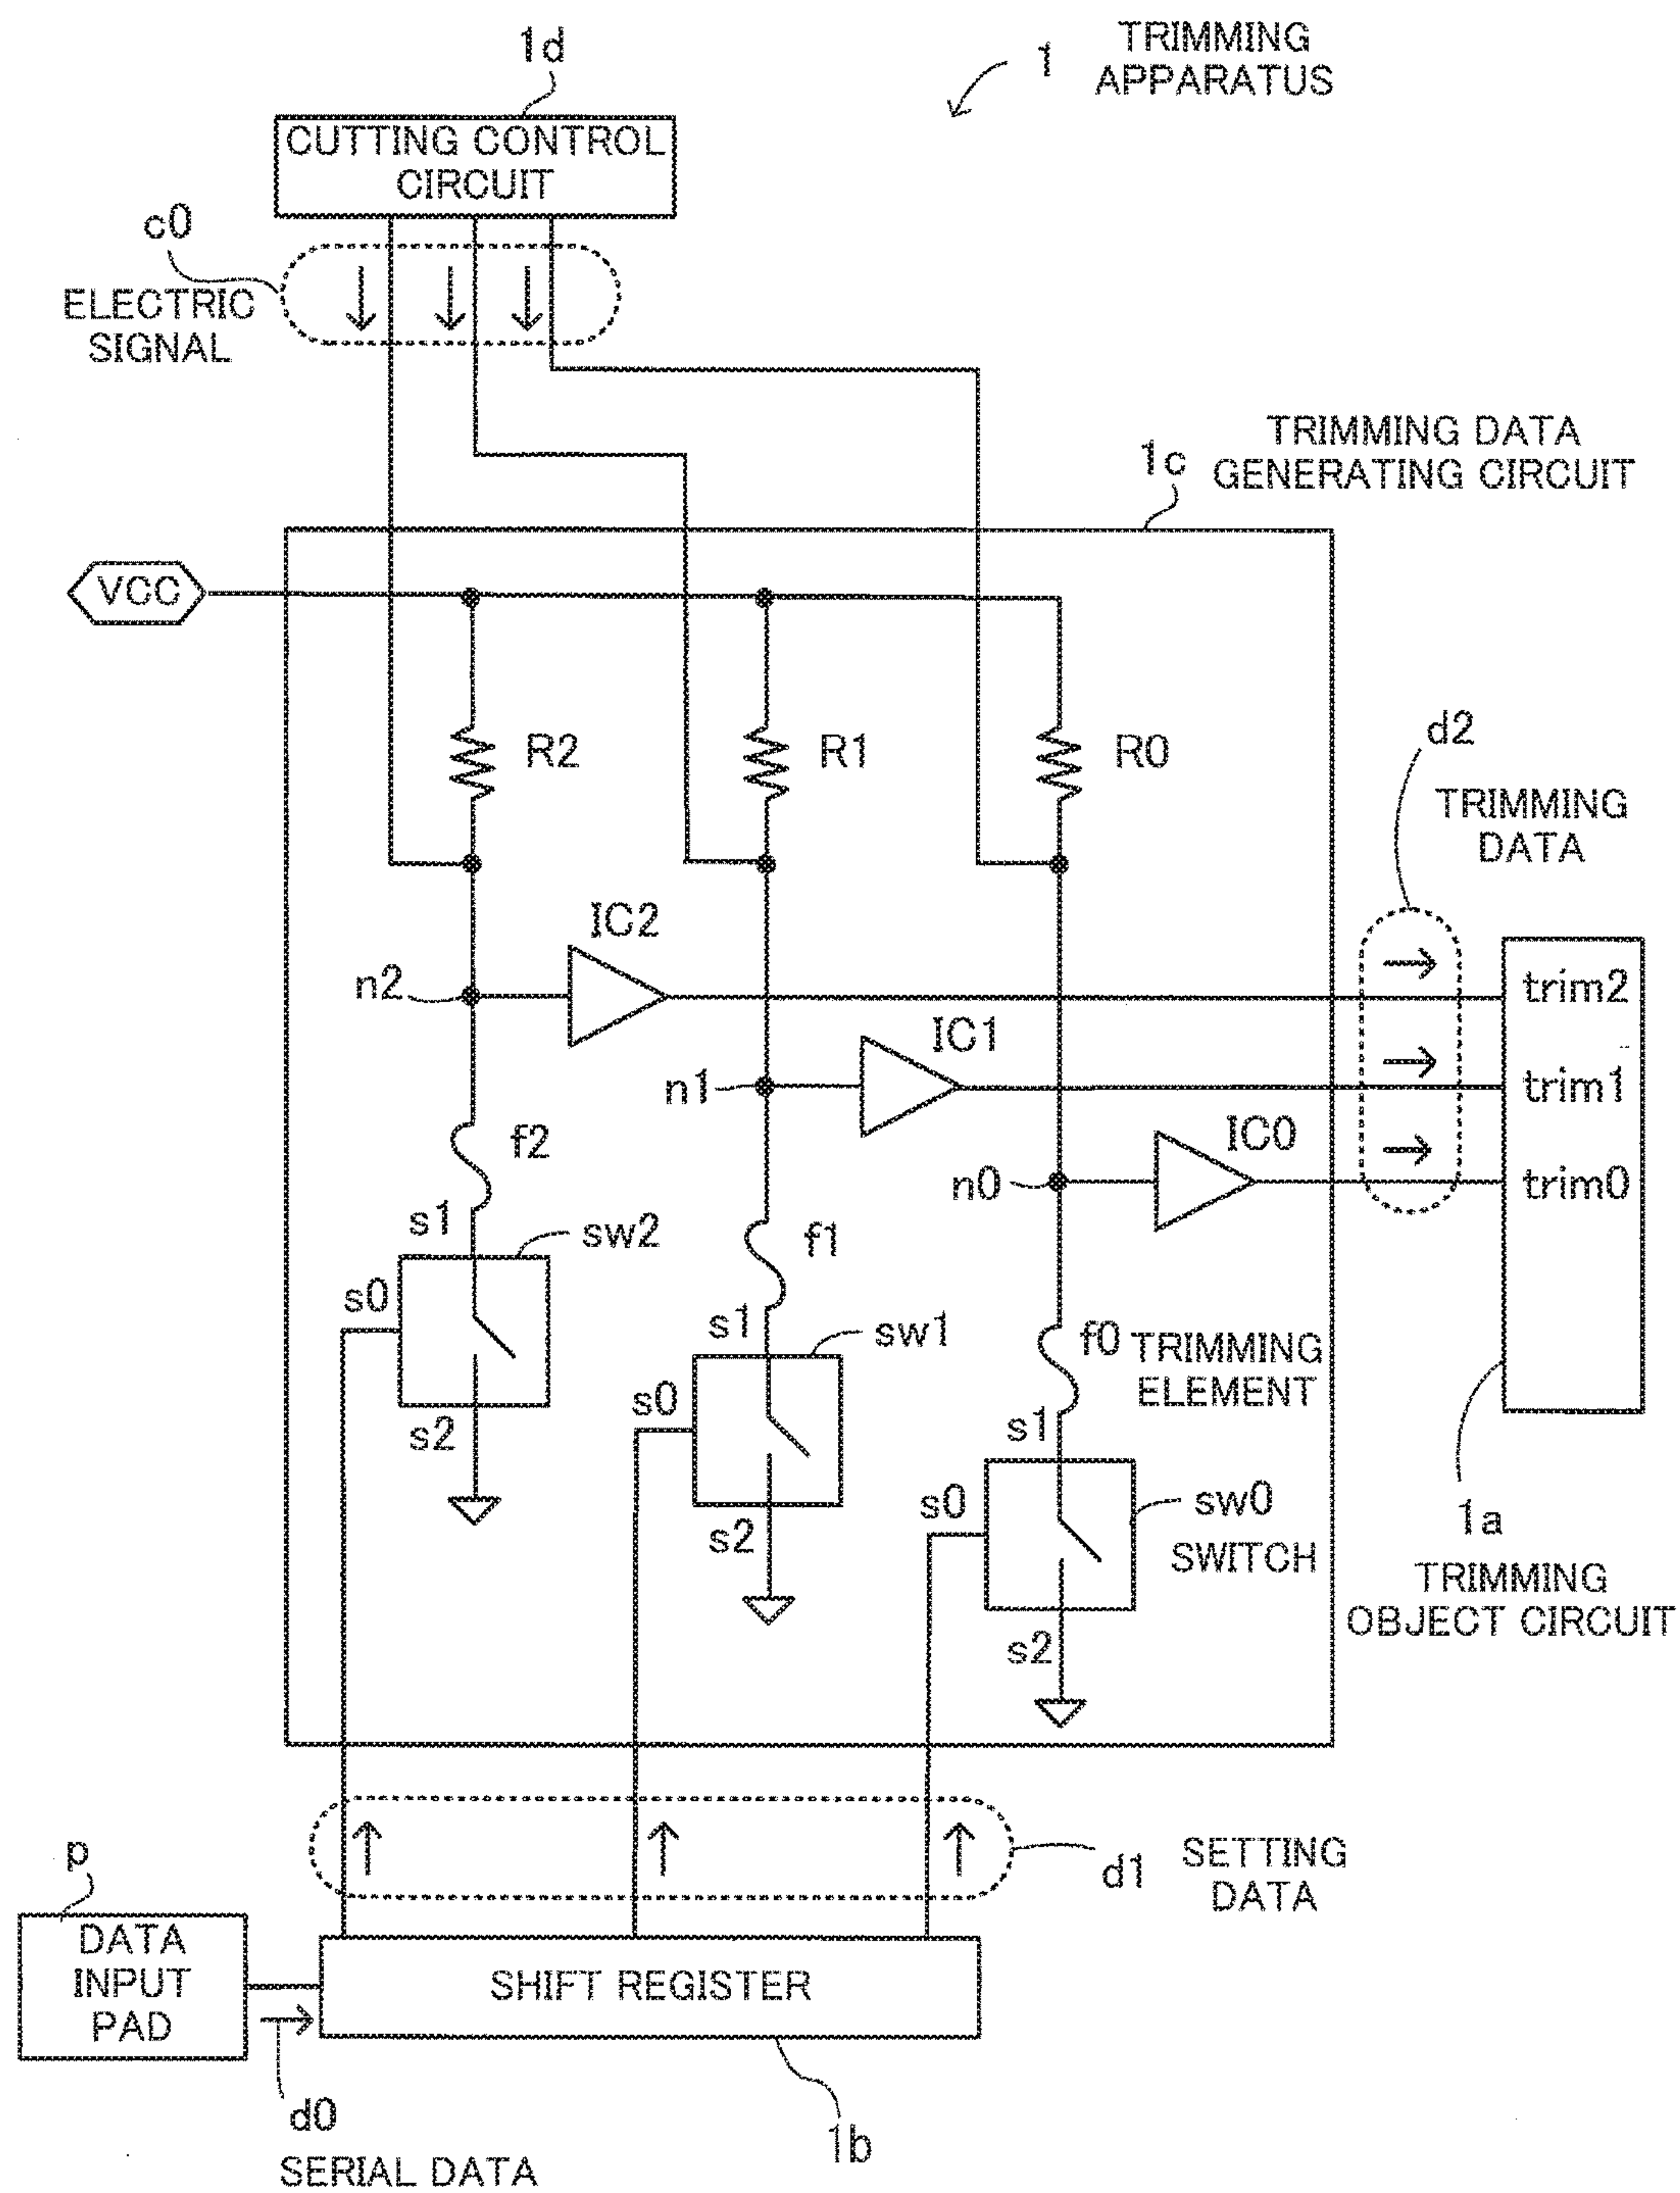 1d
1
TRIMMING
APPARATUS
CUTTING CONTROL
CIRCUIT
c0
ELECTRIC
SIGNAL
TRIMMING DATA
GENERATING CIRCUIT
1c
VCC
R2
R1
R0
d2
TRIMMING
DATA
IC2
n2
trim2
IC1
n1
trim1
IC0
n0
trim0
f2
s1
sw2
s0
s2
f1
s1
sw1
s0
s2
f0
TRIMMING
ELEMENT
s1
s0
sw0
SWITCH
s2
1a
TRIMMING
OBJECT CIRCUIT
d1
SETTING
DATA
p
DATA
INPUT
PAD
SHIFT REGISTER
d0
SERIAL DATA
1b